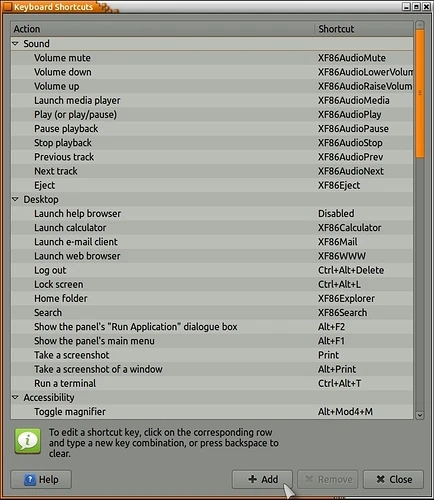 Keyboard Shortcuts
Action Shortcut
Sound
Volume mute XF86AudioMute
Volume down XF86AudioLowerVolum
Volume up XF86AudioRaiseVolum
Launch media player XF86AudioMedia
Play (or play/pause) XF86AudioPlay
Pause playback XF86AudioPause
Stop playback XF86AudioStop
Previous track XF86AudioPrev
Next track XF86AudioNext
Eject XF86Eject
Desktop
Launch help browser Disabled
Launch calculator XF86Calculator
Launch e-mail client XF86Mail
Launch web browser XF86WWW
Log out Ctrl+Alt+Delete
Lock screen Ctrl+Alt+L
Home folder XF86Explorer
Search XF86Search
Show the panel's "Run Application" dialogue box Alt+F2
Show the panel's main menu Alt+F1
Take a screenshot Print
Take a screenshot of a window Alt+Print
Run a terminal Ctrl+Alt+T
Accessibility
Toggle magnifier Alt+Mod4+M
To edit a shortcut key, click on the corresponding row
and type a new key combination, or press backspace to
clear.
Help Add Remove Close